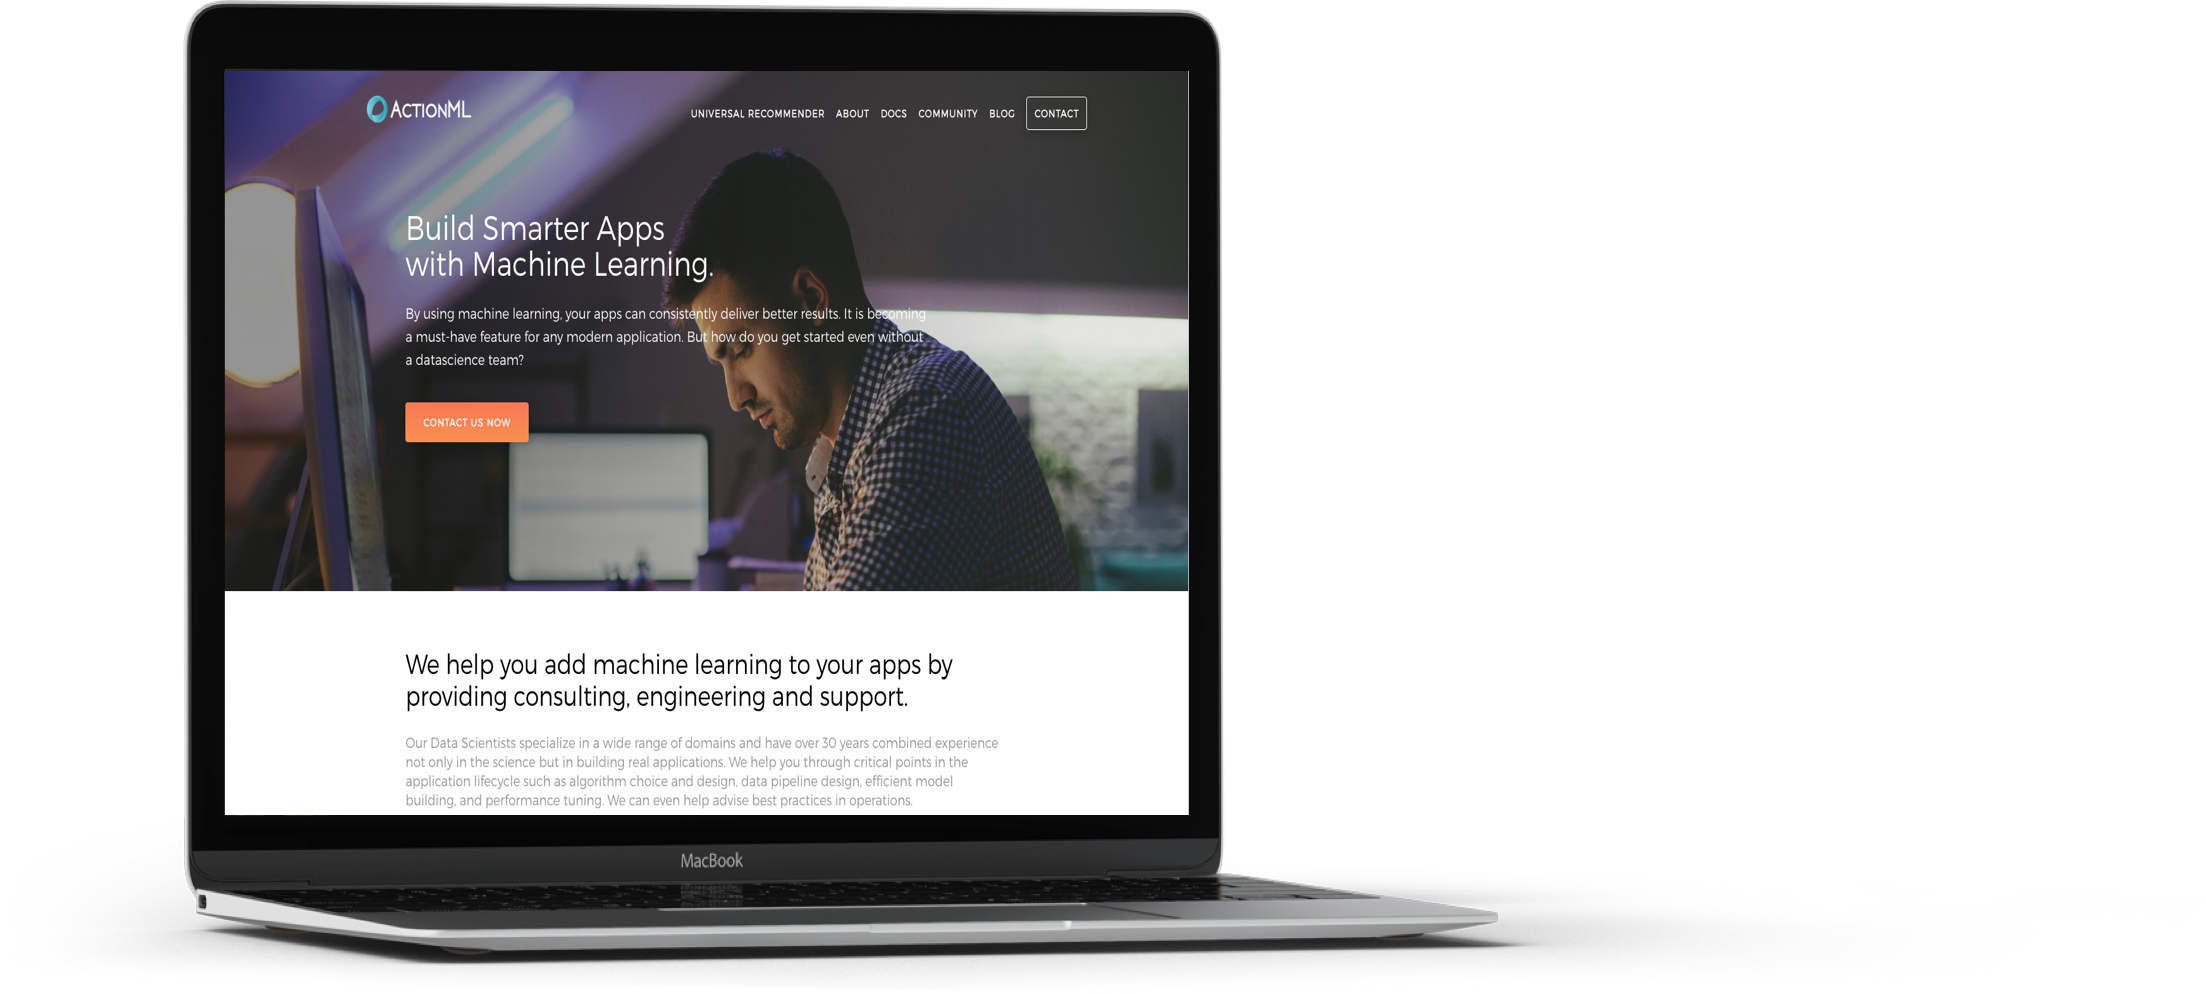 ActionML
UNIVERSAL RECOMMENDER ABOUT DOCS COMMUNITY BLOG CONTACT
Build Smarter Apps
with Machine Learning.
By using machine learning, your apps can consistently deliver better results. It is becoming
a must-have feature for any modern application. But how do you get started even without
a datascience team?
CONTACT US NOW
We help you add machine learning to your apps by
providing consulting, engineering and support.
Our Data Scientists specialize in a wide range of domains and have over 30 years combined experience
not only in the science but in building real applications. We help you through critical points in the
application lifecycle such as algorithm choice and design, data pipeline design, efficient model
building, and performance tuning. We can even help advise best practices in operations.
MacBook